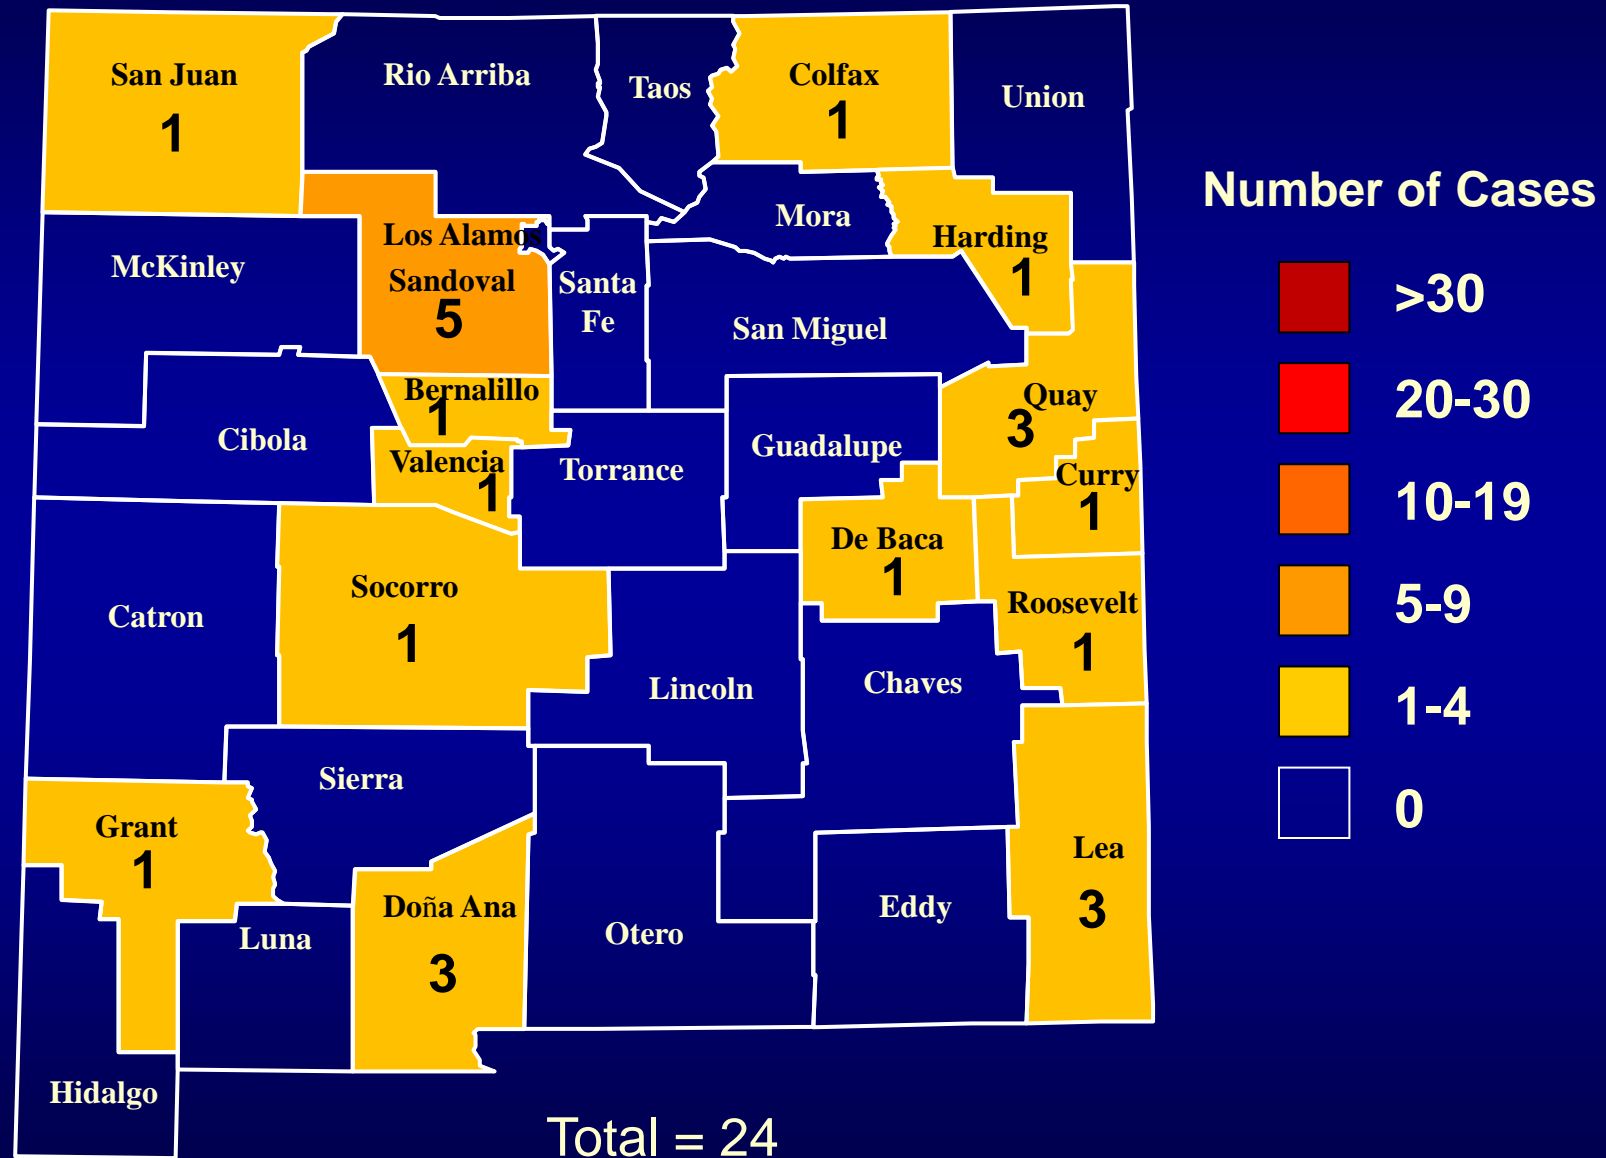 San Juan
1
Rio Arriba
Taos
Colfax
1
Union
Number of Cases
McKinley
Los Alamos
Sandoval
5
Santa
Fe
Mora
Harding
1
San Miguel
>30
20-30
10-19
5-9
1-4
0
Bernalillo
1
Cibola
Valencia
1
Torrance
Guadalupe
Quay
3
Curry
1
De Baca
1
Catron
Socorro
1
Roosevelt
1
Lincoln
Chaves
Sierra
Grant
1
Lea
3
Doña Ana
3
Luna
Otero
Eddy
Hidalgo
Total = 24